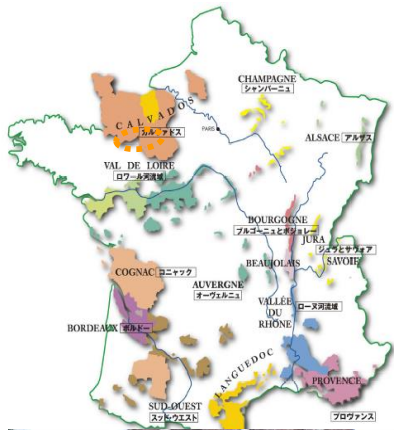 CHAMPAGNE
シャンパーニュ
CALVADOS
カルヴァドス
PARIS
ALSACE アルザス
VAL DE LOIRE
ロワール河流域
BOURGOGNE
ブルゴーニュとボジョレー
JURA
ジュラとサヴォア
SAVOIE
BEAUJOLAIS
COGNAC コニャック
AUVERGNE
オーヴェルニュ
VALLÉE
DU
RHÔNE
ローヌ河流域
BORDEAUX ボルドー
LANGUEDOC
PROVENCE
プロヴァンス
SUD-OUEST
スッド・ウエスト